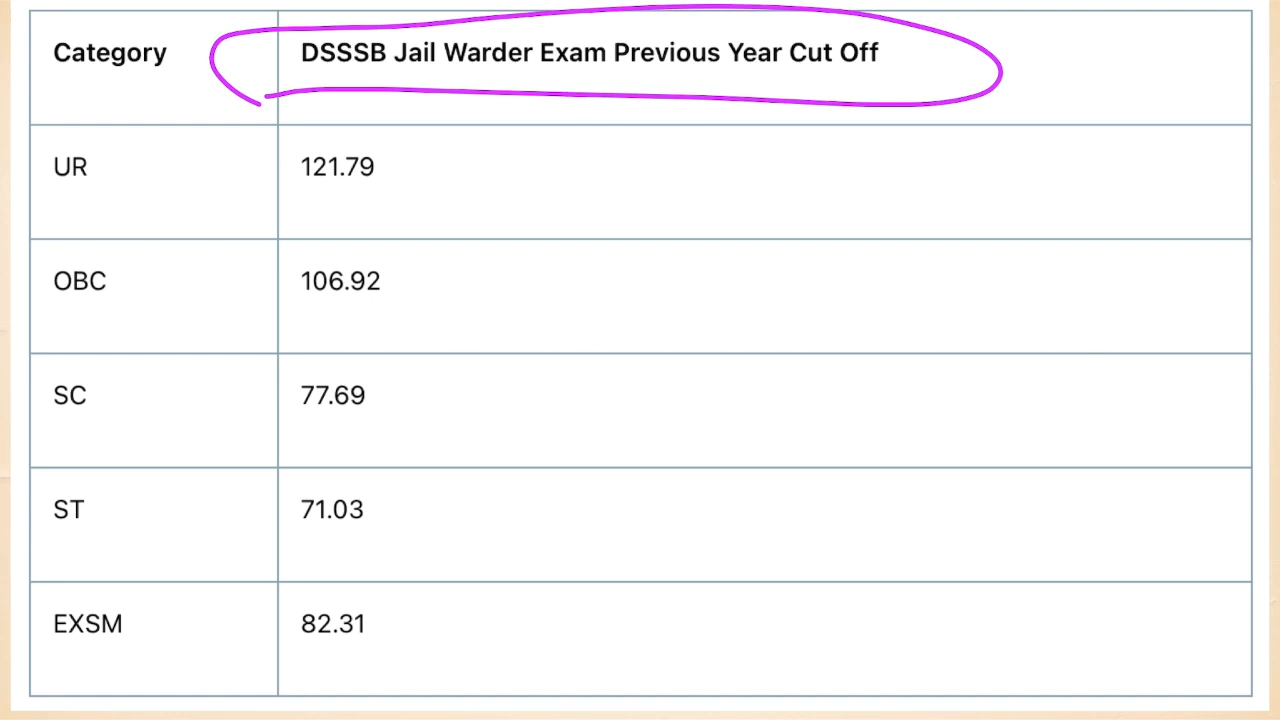 Category DSSSB Jail Warder Exam Previous Year Cut Off
UR 121.79
OBC 106.92
SC 77.69
ST 71.03
EXSM 82.31